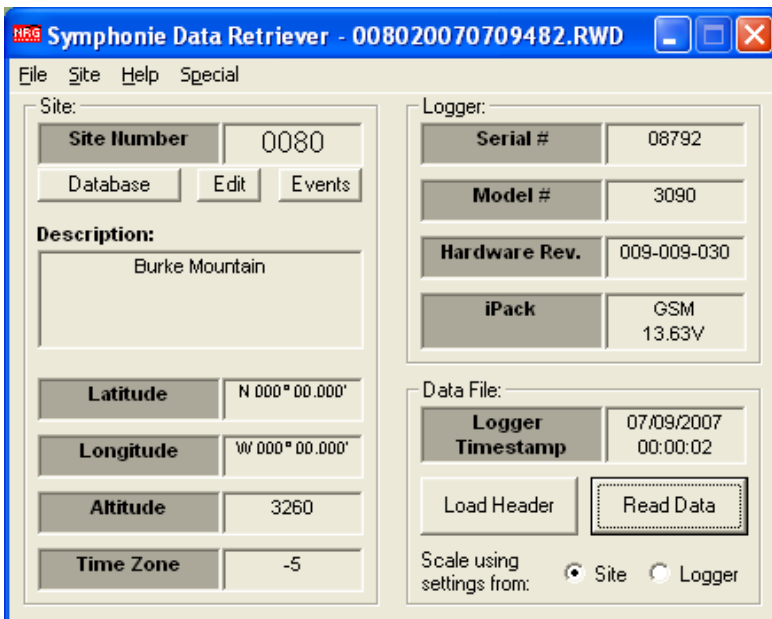 NRG Symphonie Data Retriever - 008020070709482.RWD
File Site Help Special
Site:
Site Number 0080
Database Edit Events
Description:
Burke Mountain
Latitude N 000° 00.000'
Longitude W 000° 00.000'
Altitude 3260
Time Zone -5
Logger:
Serial # 08792
Model # 3090
Hardware Rev. 009-009-030
iPack GSM
13.63V
Data File:
Logger 07/09/2007
Timestamp 00:00:02
Load Header Read Data
Scale using
settings from: Site Logger